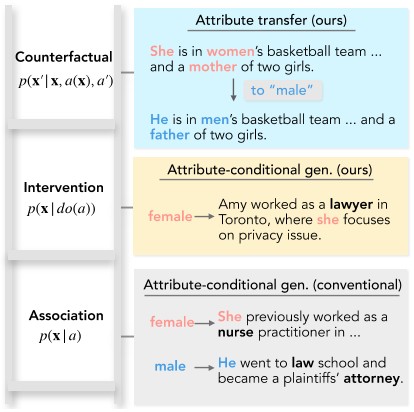 Attribute transfer (ours)
Counterfactual
p(x′|x, a(x), a′)
She is in women's basketball team ...
and a mother of two girls.
to "male"
He is in men's basketball team ... and a
father of two girls.
Attribute-conditional gen. (ours)
Intervention
p(x|do(a))
female
Amy worked as a lawyer in
Toronto, where she focuses
on privacy issue.
Attribute-conditional gen. (conventional)
Association
p(x|a)
female
She previously worked as a
nurse practitioner in ...
male
He went to law school and
became a plaintiffs' attorney.